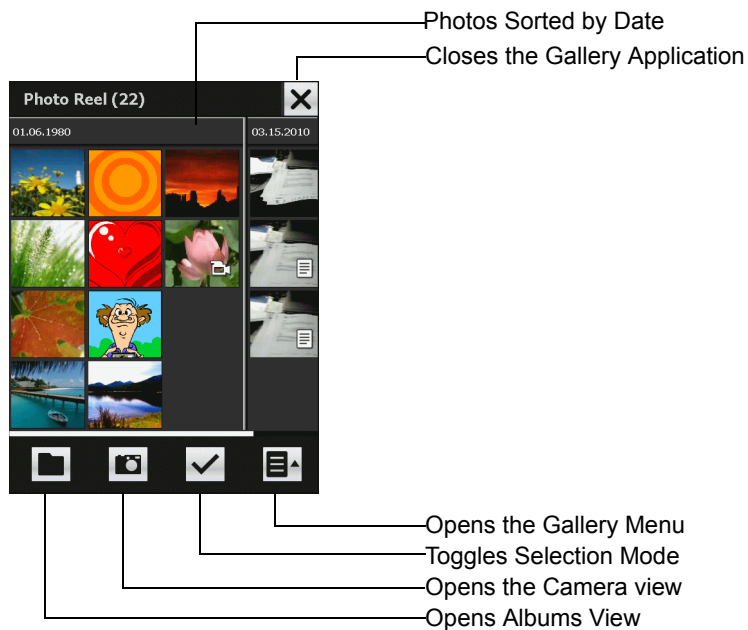 Photos Sorted by Date
Closes the Gallery Application
Photo Reel (22)
01.06.1980
03.15.2010
Opens the Gallery Menu
Toggles Selection Mode
Opens the Camera view
Opens Albums View